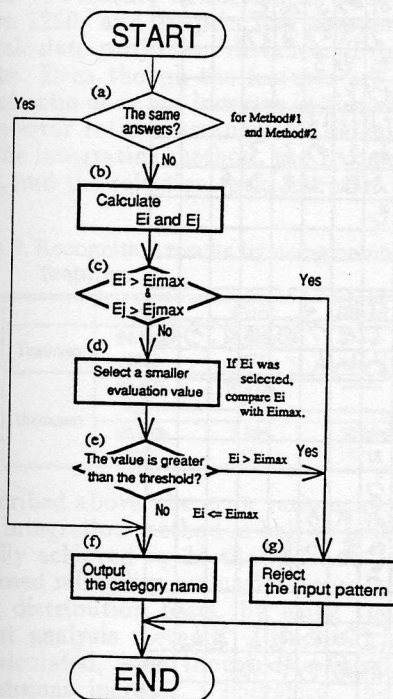 START
(a)
Yes
The same
answers?
for Method#1
and Method#2
No
(b)
Calculate
Ei and Ej
(c)
Ei > Eimax
&
Ej > Ejmax
Yes
No
(d)
Select a smaller
evaluation value
If Ei was
selected,
compare Ei
with Eimax.
(e)
The value is greater
than the threshold?
Ei > Eimax
Yes
No
Ei <= Eimax
(f)
Output
the category name
(g)
Reject
the input pattern
END